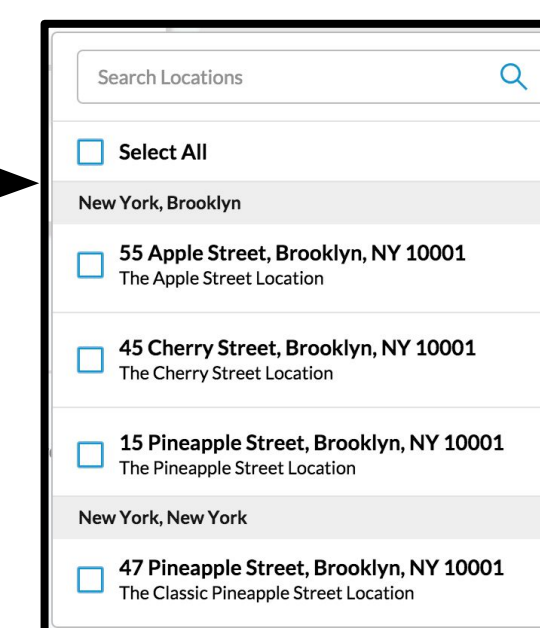 Search Locations
Select All
New York, Brooklyn
55 Apple Street, Brooklyn, NY 10001
The Apple Street Location
45 Cherry Street, Brooklyn, NY 10001
The Cherry Street Location
15 Pineapple Street, Brooklyn, NY 10001
The Pineapple Street Location
New York, New York
47 Pineapple Street, Brooklyn, NY 10001
The Classic Pineapple Street Location